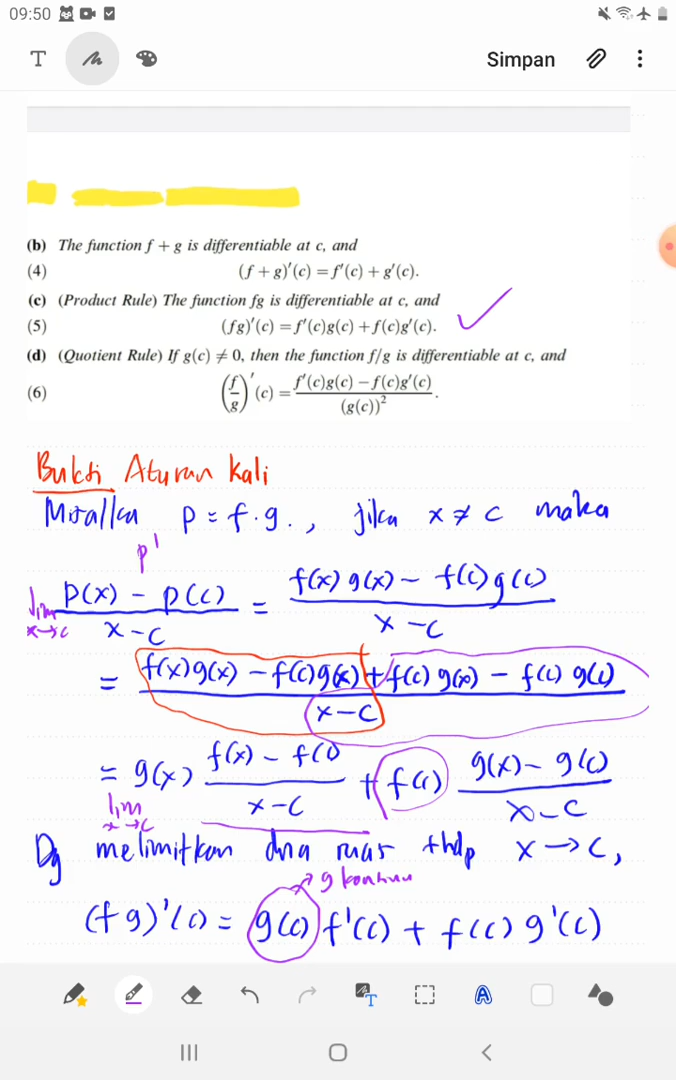 09:50
T
Simpan
(b) The function f + g is differentiable at c, and
(4) (f + g)′(c) = f′(c) + g′(c).
(c) (Product Rule) The function fg is differentiable at c, and
(5) (fg)′(c) = f′(c)g(c) + f(c)g′(c).
(d) (Quotient Rule) If g(c) ≠ 0, then the function f/g is differentiable at c, and
(6) (f/g)′(c) = (f′(c)g(c) − f(c)g′(c))/(g(c))².
Bukti Aturan kali
Misalkan p = f·g., jika x ≠ c maka
p'
lim x→c (p(x) − p(c))/(x − c) = (f(x)g(x) − f(c)g(c))/(x − c)
= (f(x)g(x) − f(c)g(x) + f(c)g(x) − f(c)g(c))/(x − c)
= g(x) (f(x) − f(c))/(x − c) + f(c) (g(x) − g(c))/(x − c)
lim x→c
Dg melimitkan dua ruas thdp x → c,
g kontinu
(fg)'(c) = g(c) f'(c) + f(c) g'(c)
T
A